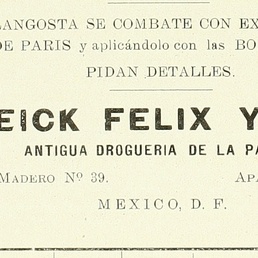 LANGOSTA SE COMBATE CON EX
DE PARIS y aplicándolo con las BO
PIDAN DETALLES.
EICK FELIX Y
ANTIGUA DROGUERIA DE LA PA
MADERO Nº 39. APA
MEXICO, D. F.